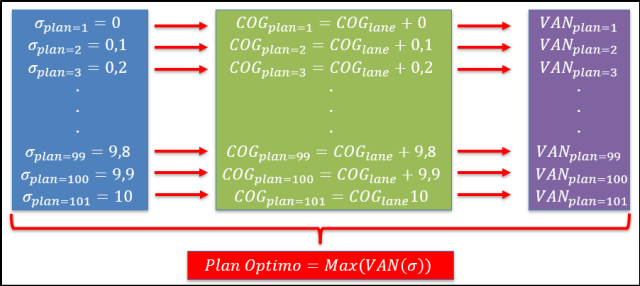 σplan=1 = 0 COGplan=1 = COGlane + 0 VANplan=1
σplan=2 = 0,1 COGplan=2 = COGlane + 0,1 VANplan=2
σplan=3 = 0,2 COGplan=3 = COGlane + 0,2 VANplan=3
. . .
. . .
. . .
σplan=99 = 9,8 COGplan=99 = COGlane + 9,8 VANplan=99
σplan=100 = 9,9 COGplan=100 = COGlane + 9,9 VANplan=100
σplan=101 = 10 COGplan=101 = COGlane10 VANplan=101
Plan Optimo = Max(VAN(σ))